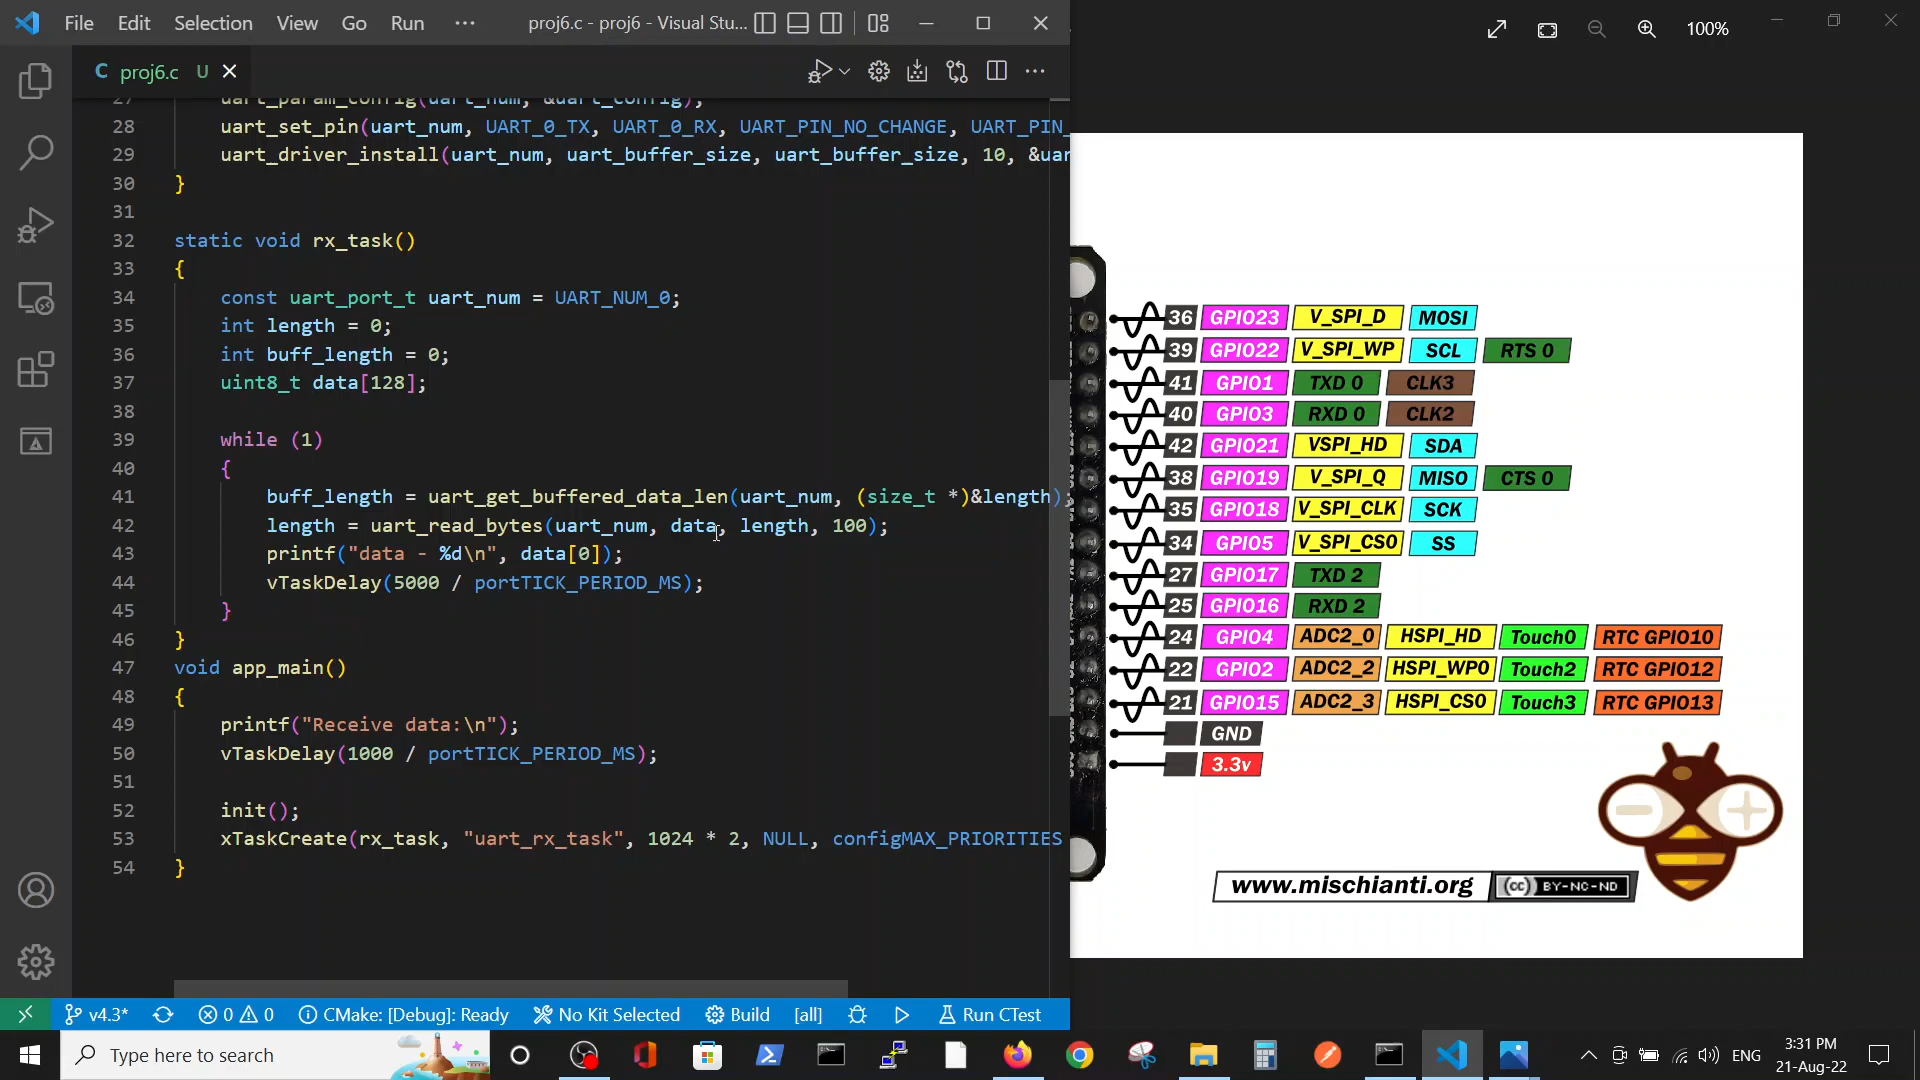 File Edit Selection View Go Run ··· proj6.c - proj6 - Visual Stu...
100%
C proj6.c U
27 uart_param_config(uart_num, &uart_config);
28 uart_set_pin(uart_num, UART_0_TX, UART_0_RX, UART_PIN_NO_CHANGE, UART_PIN_
29 uart_driver_install(uart_num, uart_buffer_size, uart_buffer_size, 10, &uar
30 }
31
32 static void rx_task()
33 {
34 const uart_port_t uart_num = UART_NUM_0;
35 int length = 0;
36 int buff_length = 0;
37 uint8_t data[128];
38
39 while (1)
40 {
41 buff_length = uart_get_buffered_data_len(uart_num, (size_t *)&length);
42 length = uart_read_bytes(uart_num, data, length, 100);
43 printf("data - %d\n", data[0]);
44 vTaskDelay(5000 / portTICK_PERIOD_MS);
45 }
46 }
47 void app_main()
48 {
49 printf("Receive data:\n");
50 vTaskDelay(1000 / portTICK_PERIOD_MS);
51
52 init();
53 xTaskCreate(rx_task, "uart_rx_task", 1024 * 2, NULL, configMAX_PRIORITIES
54 }
36 GPIO23 V_SPI_D MOSI
39 GPIO22 V_SPI_WP SCL RTS 0
41 GPIO1 TXD 0 CLK3
40 GPIO3 RXD 0 CLK2
42 GPIO21 VSPI_HD SDA
38 GPIO19 V_SPI_Q MISO CTS 0
35 GPIO18 V_SPI_CLK SCK
34 GPIO5 V_SPI_CS0 SS
27 GPIO17 TXD 2
25 GPIO16 RXD 2
24 GPIO4 ADC2_0 HSPI_HD Touch0 RTC GPIO10
22 GPIO2 ADC2_2 HSPI_WP0 Touch2 RTC GPIO12
21 GPIO15 ADC2_3 HSPI_CS0 Touch3 RTC GPIO13
GND
3.3v
www.mischianti.org cc BY-NC-ND
v4.3* 0 0 CMake: [Debug]: Ready No Kit Selected Build [all] Run CTest
Type here to search
ENG
3:31 PM
21-Aug-22